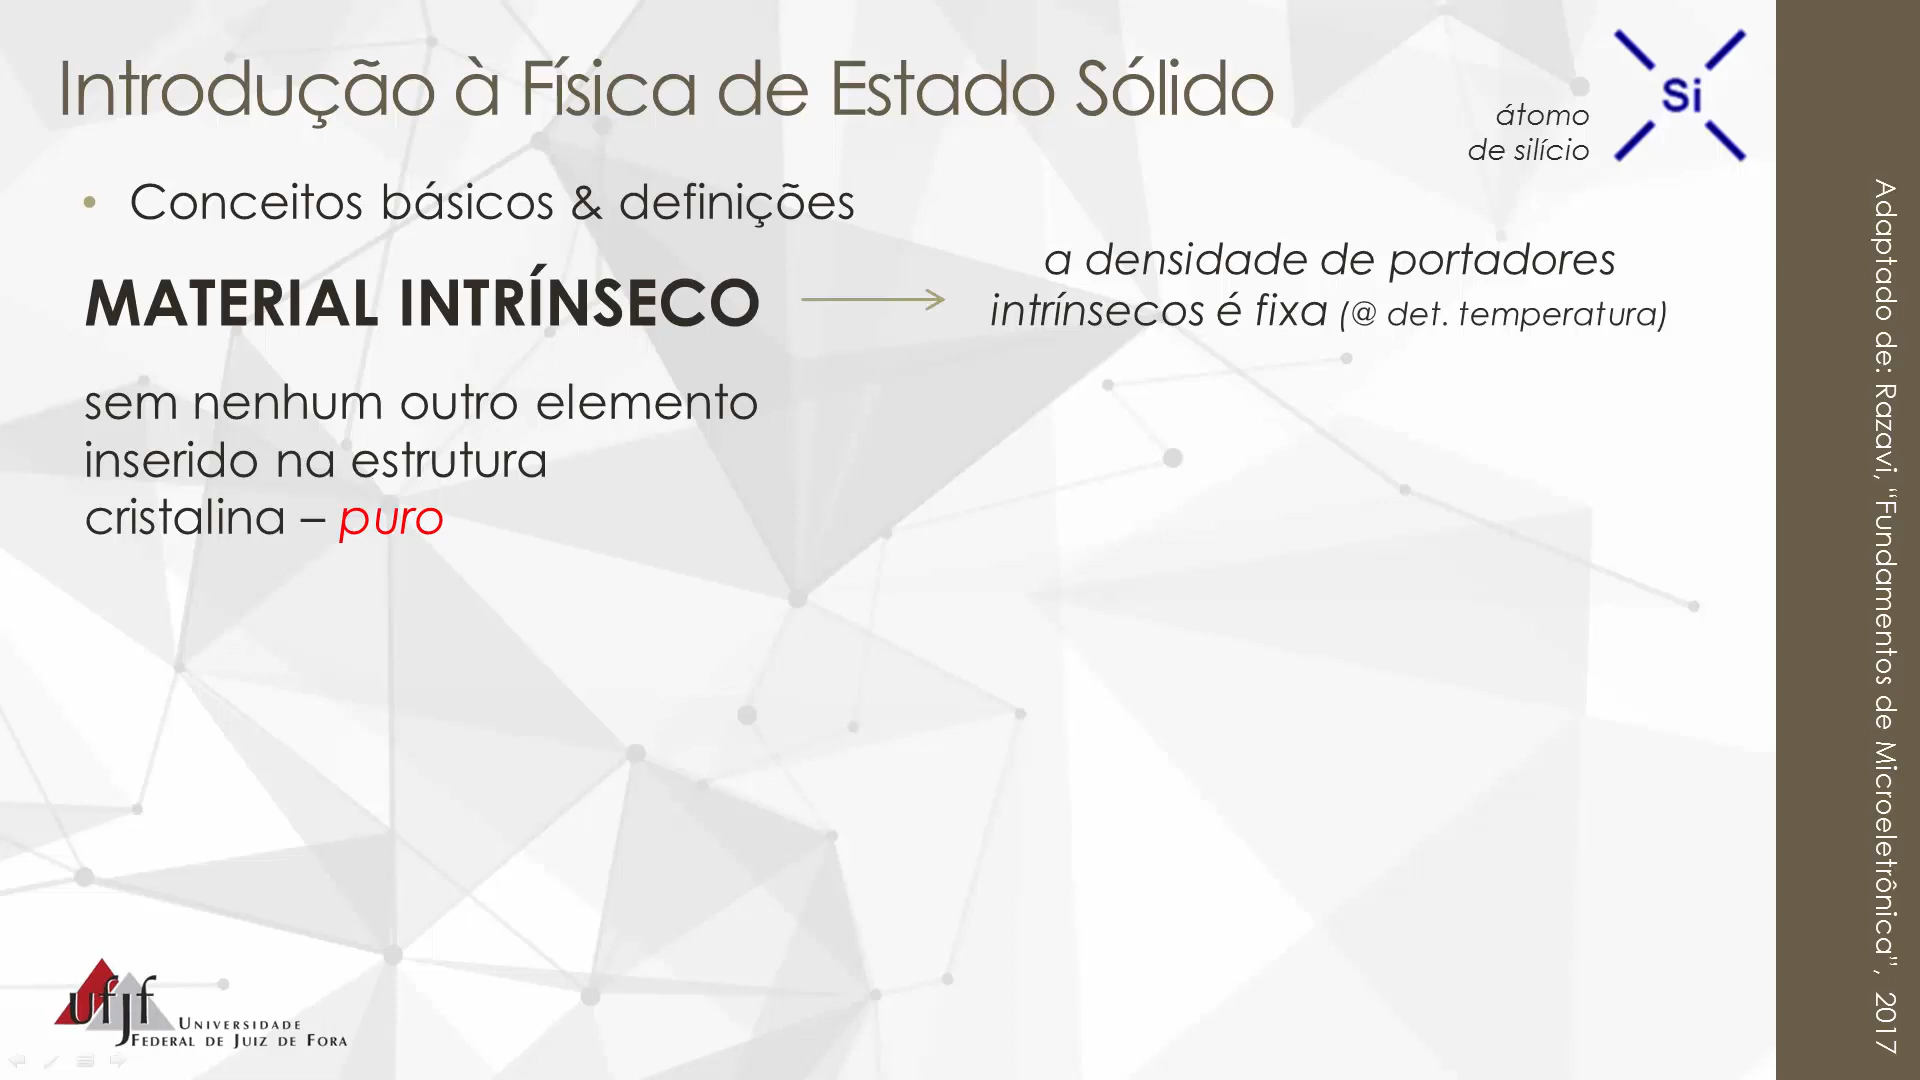 Introdução à Física de Estado Sólido
átomo
de silício
Si
• Conceitos básicos & definições
MATERIAL INTRÍNSECO
a densidade de portadores
intrínsecos é fixa (@ det. temperatura)
sem nenhum outro elemento
inserido na estrutura
cristalina – puro
Adaptado de: Razavi, “Fundamentos de Microeletrônica”, 2017
ufjf
UNIVERSIDADE
FEDERAL DE JUIZ DE FORA